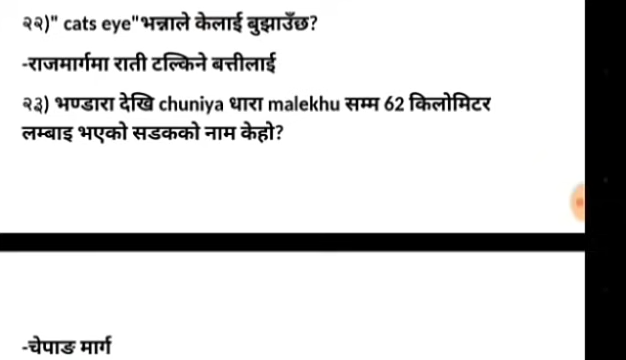 २२)" cats eye"भन्नाले केलाई बुझाउँछ?
-राजमार्गमा राती टल्किने बत्तीलाई
२३) भण्डारा देखि chuniya धारा malekhu सम्म 62 किलोमिटर
लम्बाइ भएको सडकको नाम केहो?
-चेपाङ मार्ग